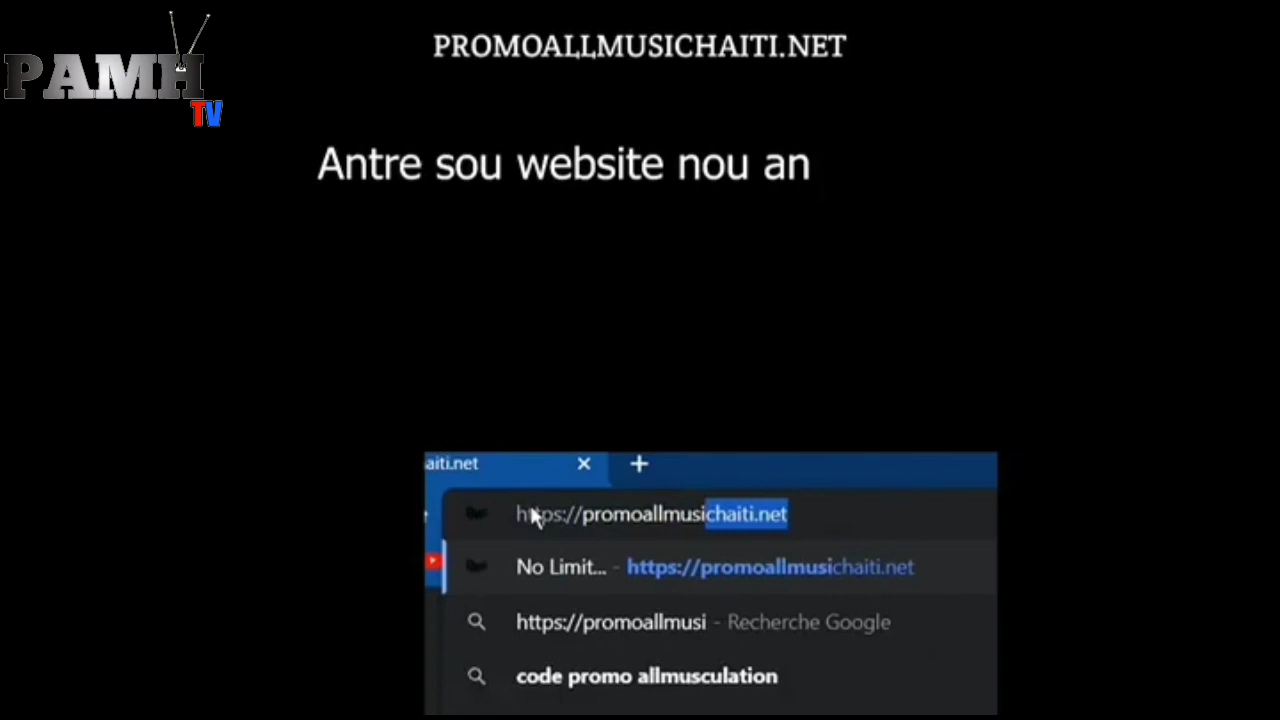 PAMH
TV
PROMOALLMUSICHAITI.NET
Antre sou website nou an
aiti.net
https://promoallmusichaiti.net
No Limit... - https://promoallmusichaiti.net
https://promoallmusi - Recherche Google
code promo allmusculation